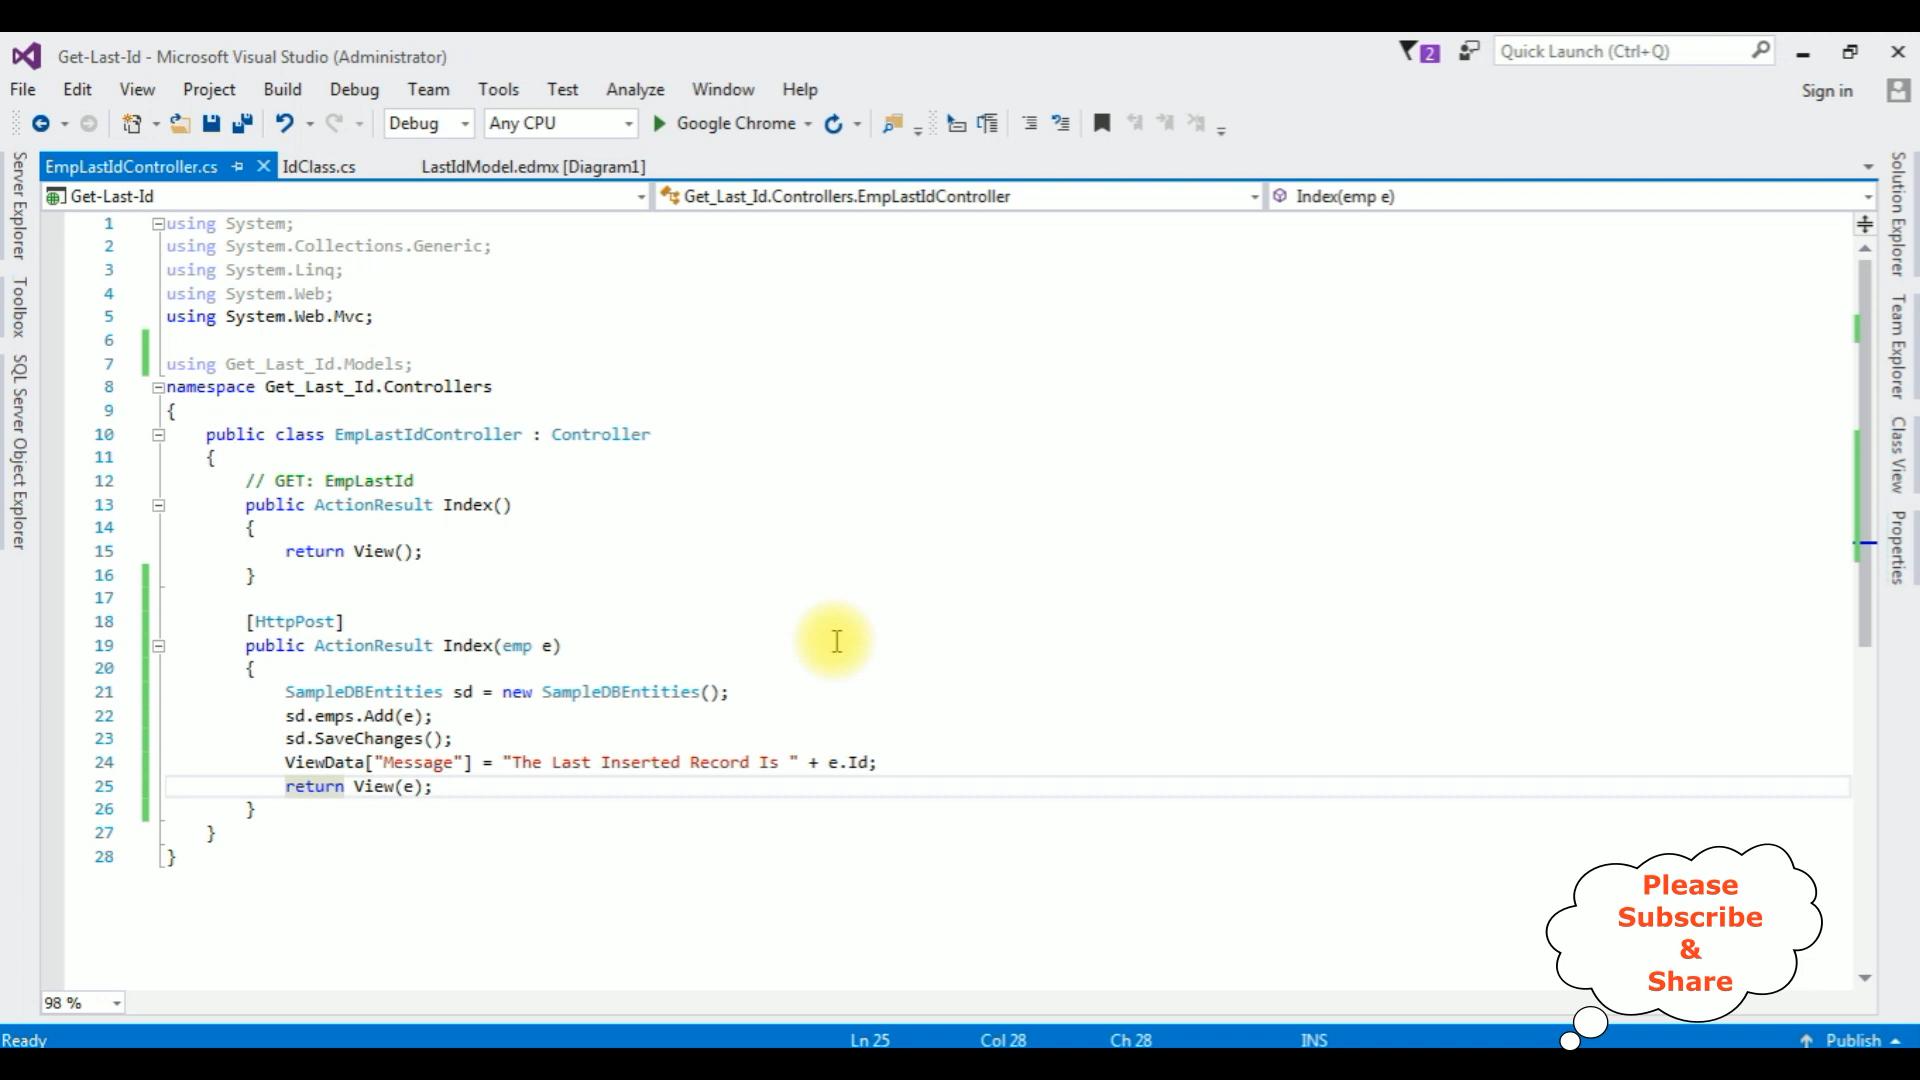 Get-Last-Id - Microsoft Visual Studio (Administrator)
2
Quick Launch (Ctrl+Q)
File Edit View Project Build Debug Team Tools Test Analyze Window Help
Sign in
Debug Any CPU Google Chrome
EmpLastIdController.cs IdClass.cs LastIdModel.edmx [Diagram1]
Get-Last-Id Get_Last_Id.Controllers.EmpLastIdController Index(emp e)
Server Explorer
Toolbox
SQL Server Object Explorer
1 using System;
2 using System.Collections.Generic;
3 using System.Linq;
4 using System.Web;
5 using System.Web.Mvc;
6
7 using Get_Last_Id.Models;
8 namespace Get_Last_Id.Controllers
9 {
10 public class EmpLastIdController : Controller
11 {
12 // GET: EmpLastId
13 public ActionResult Index()
14 {
15 return View();
16 }
17
18 [HttpPost]
19 public ActionResult Index(emp e)
20 {
21 SampleDBEntities sd = new SampleDBEntities();
22 sd.emps.Add(e);
23 sd.SaveChanges();
24 ViewData["Message"] = "The Last Inserted Record Is " + e.Id;
25 return View(e);
26 }
27 }
28 }
Solution Explorer
Team Explorer
Class View
Properties
Please
Subscribe
&
Share
98 %
Ready Ln 25 Col 28 Ch 28 INS Publish